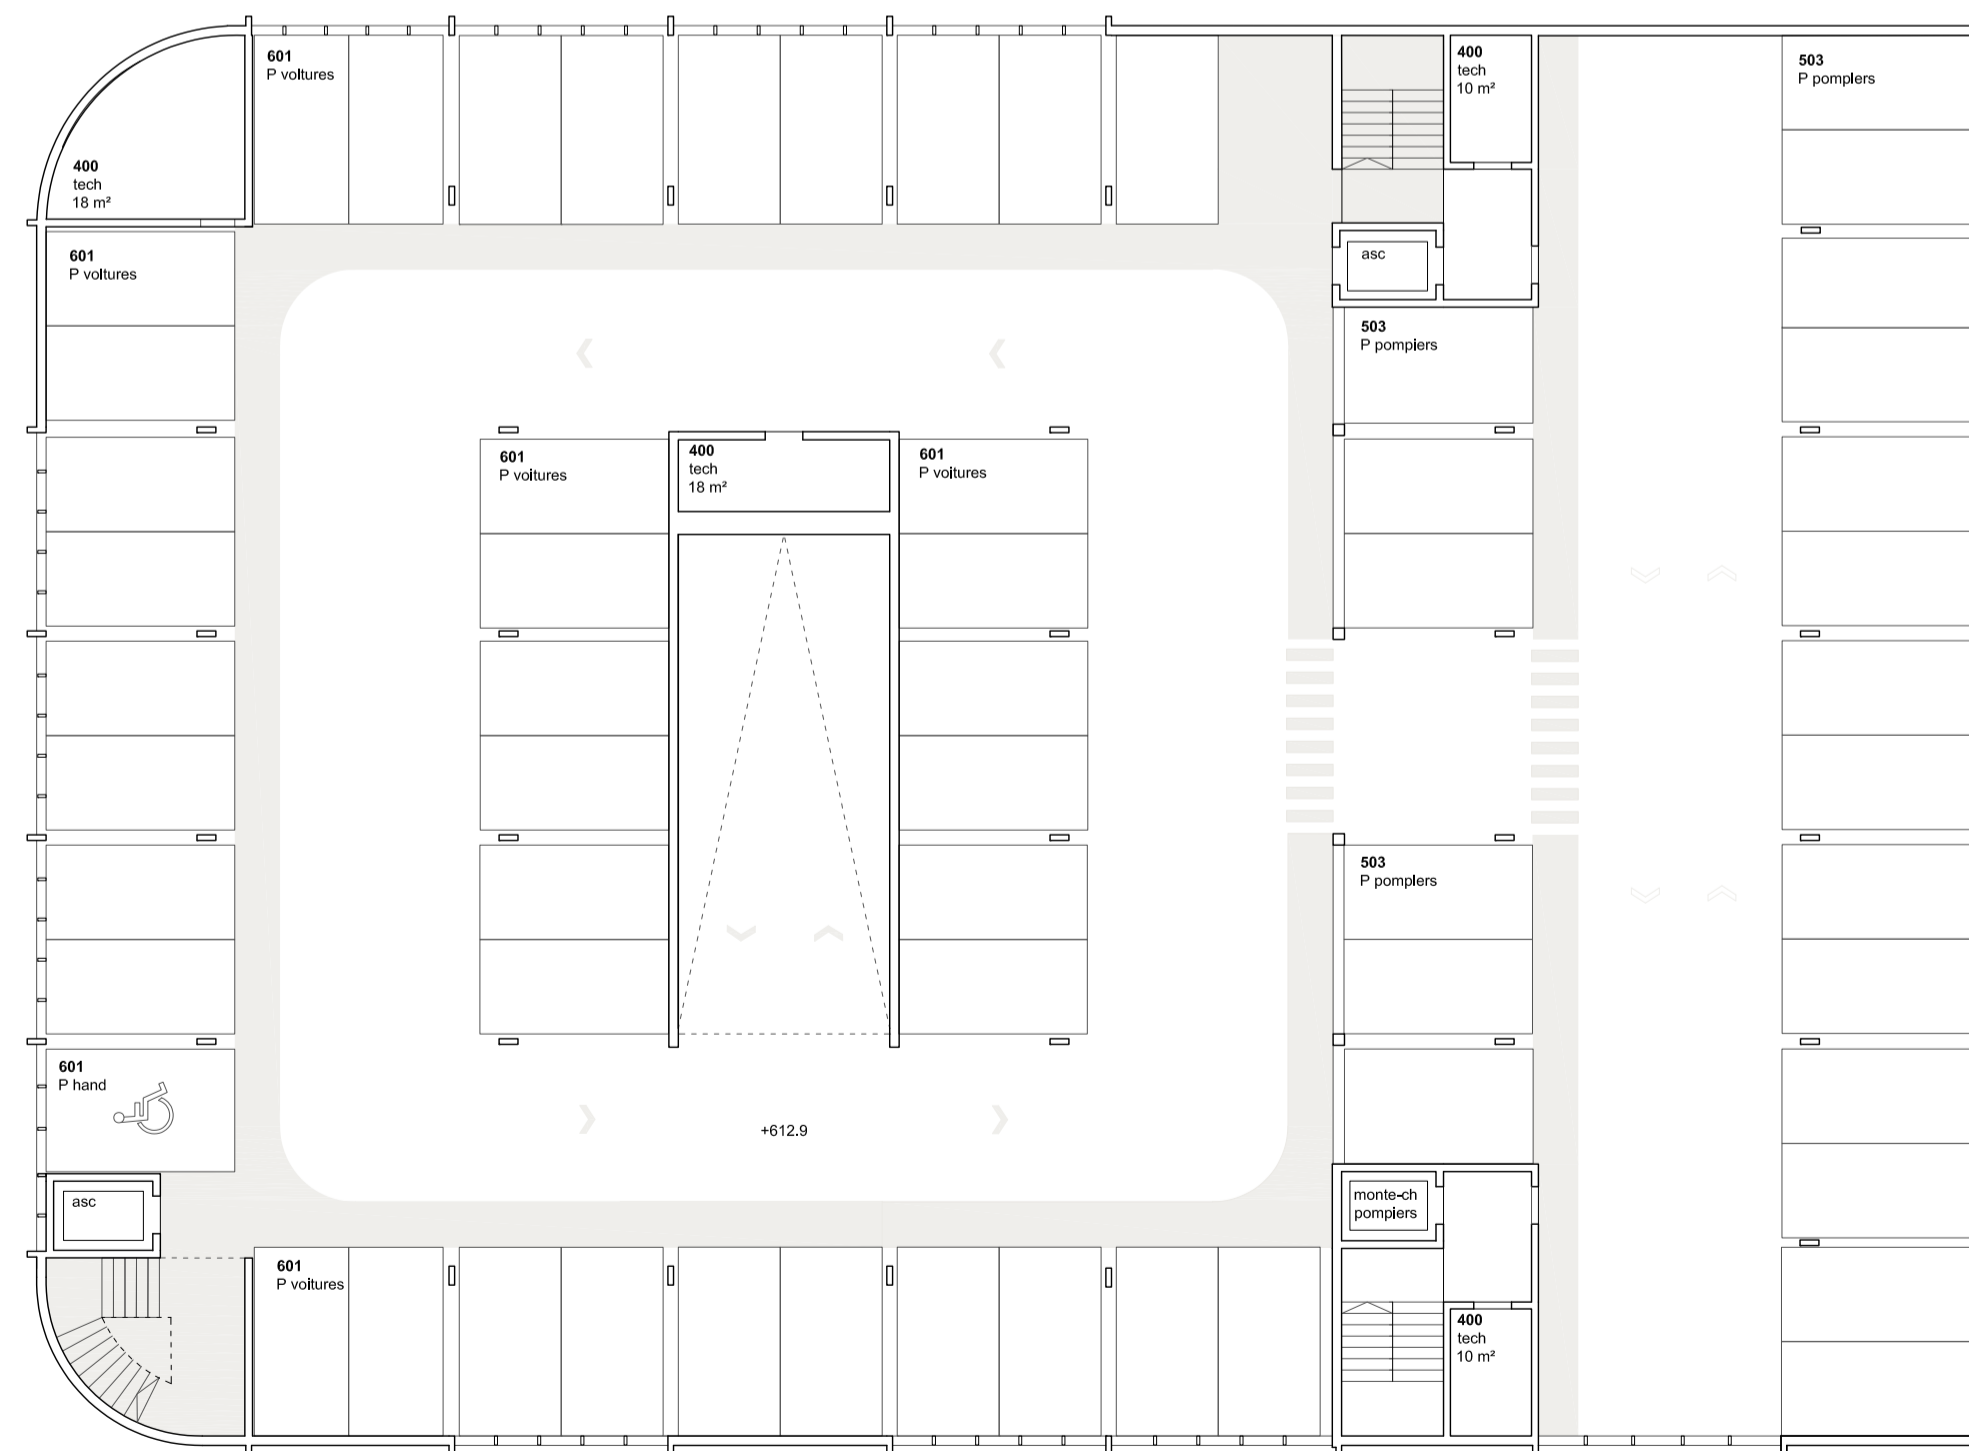 601
P voitures
400
tech
10 m²
503
P pompiers
400
tech
18 m²
601
P voitures
asc
503
P pompiers
601
P voitures
400
tech
18 m²
601
P voitures
503
P pompiers
601
P hand
+612.9
asc
monte-ch
pompiers
601
P voitures
400
tech
10 m²